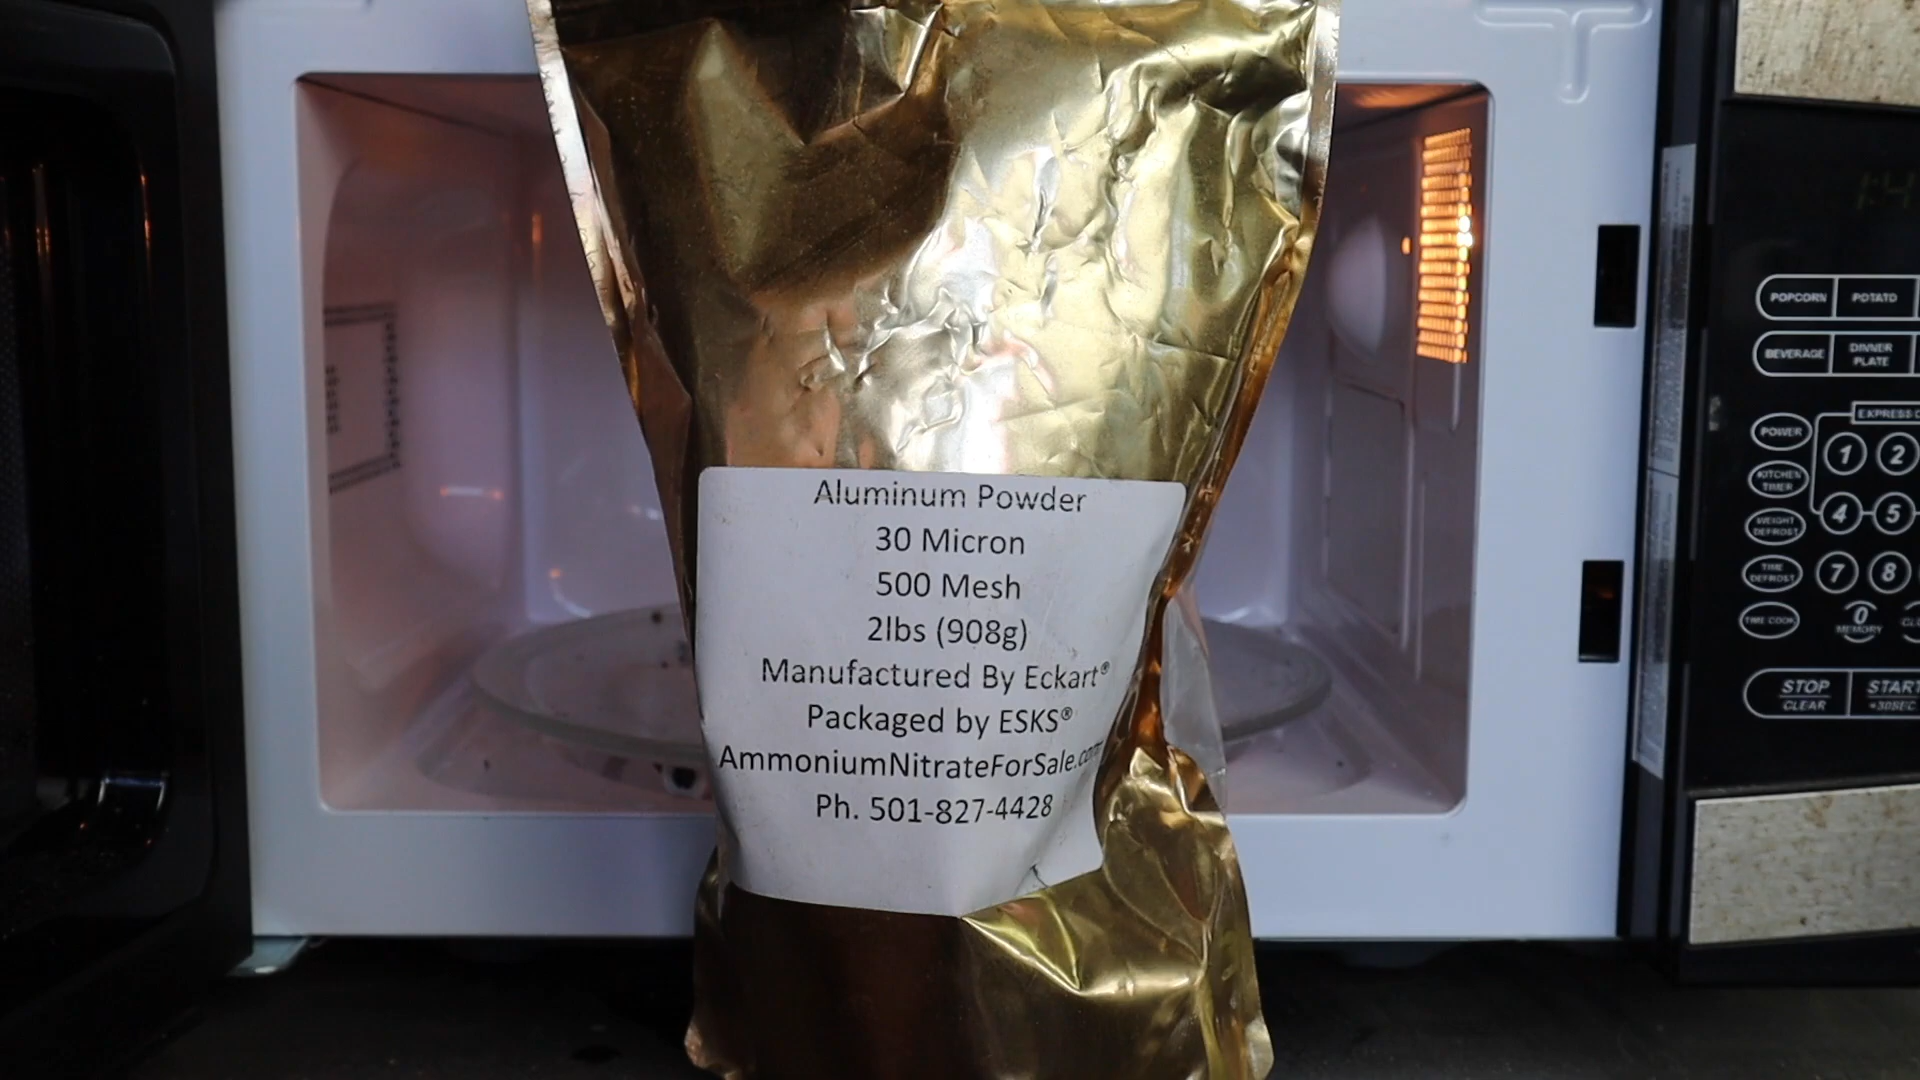 Aluminum Powder
30 Micron
500 Mesh
2lbs (908g)
Manufactured By Eckart®
Packaged by ESKS®
AmmoniumNitrateForSale.com
Ph. 501-827-4428
POPCORN
POTATO
BEVERAGE
DINNER
PLATE
EXPRESS
POWER
1
2
KITCHEN
TIMER
4
5
WEIGHT
DEFROST
7
8
TIME
DEFROST
0
MEMORY
TIME COOK
STOP
CLEAR
START
+30SEC